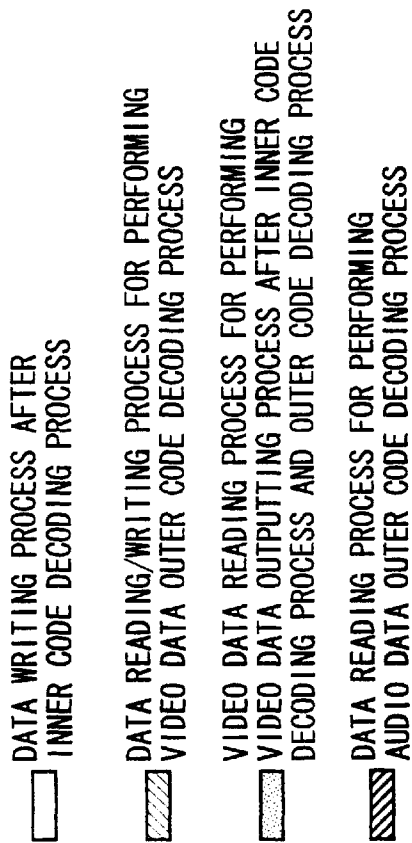 DATA WRITING PROCESS AFTER
INNER CODE DECODING PROCESS
DATA READING/WRITING PROCESS FOR PERFORMING
VIDEO DATA OUTER CODE DECODING PROCESS
VIDEO DATA READING PROCESS FOR PERFORMING
VIDEO DATA OUTPUTTING PROCESS AFTER INNER CODE
DECODING PROCESS AND OUTER CODE DECODING PROCESS
DATA READING PROCESS FOR PERFORMING
AUDIO DATA OUTER CODE DECODING PROCESS